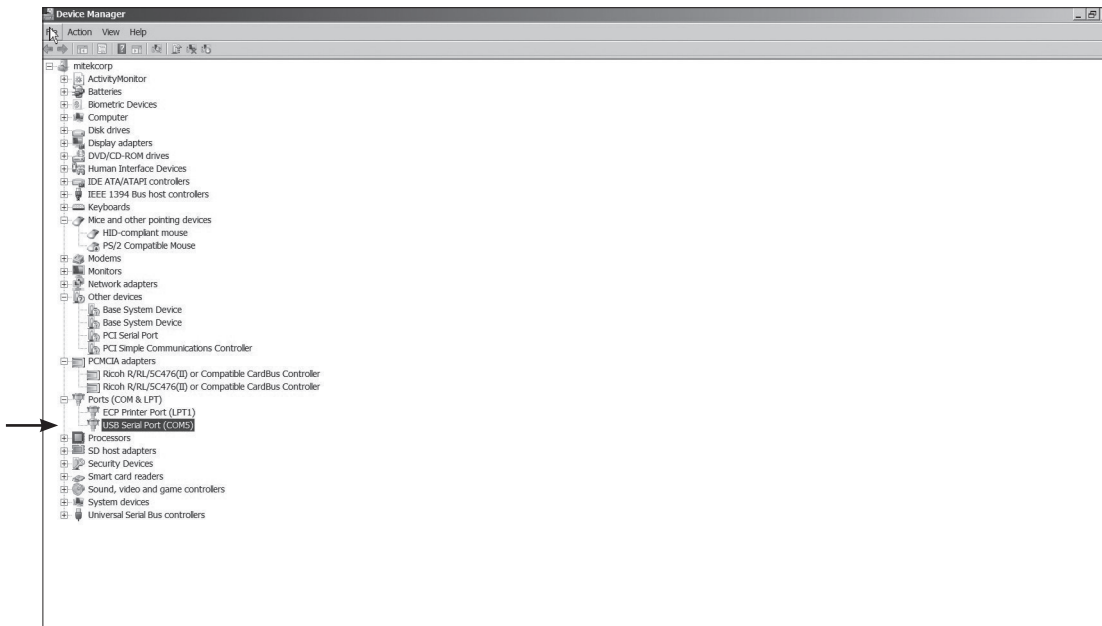 Device Manager
Action View Help
mitekcorp
ActivityMonitor
Batteries
Biometric Devices
Computer
Disk drives
Display adapters
DVD/CD-ROM drives
Human Interface Devices
IDE ATA/ATAPI controllers
IEEE 1394 Bus host controllers
Keyboards
Mice and other pointing devices
HID-compliant mouse
PS/2 Compatible Mouse
Modems
Monitors
Network adapters
Other devices
Base System Device
Base System Device
PCI Serial Port
PCI Simple Communications Controller
PCMCIA adapters
Ricoh R/RL/5C476(II) or Compatible CardBus Controller
Ricoh R/RL/5C476(II) or Compatible CardBus Controller
Ports (COM & LPT)
ECP Printer Port (LPT1)
USB Serial Port (COM5)
Processors
SD host adapters
Security Devices
Smart card readers
Sound, video and game controllers
System devices
Universal Serial Bus controllers